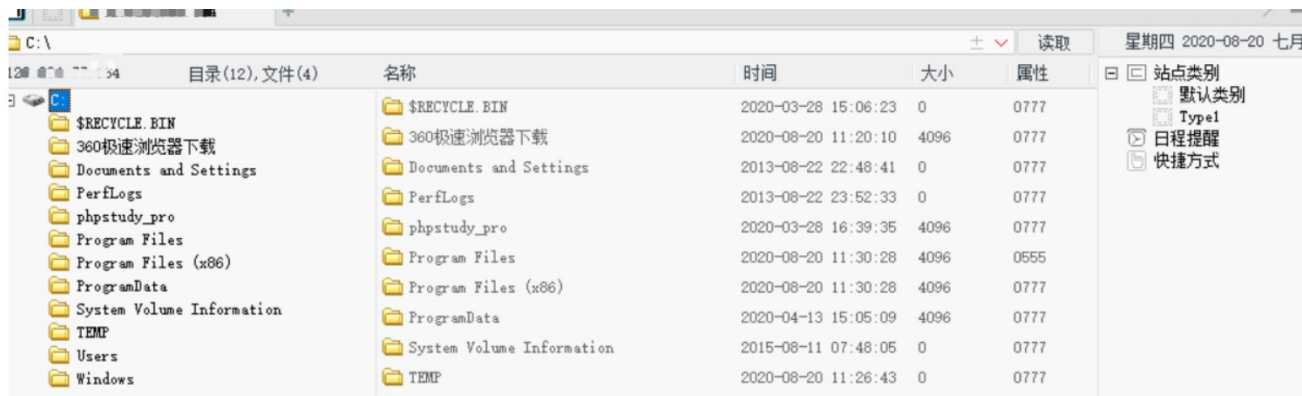 C:\ 读取 星期四 2020-08-20 七月
目录(12),文件(4) 名称 时间 大小 属性
C:
$RECYCLE.BIN
360极速浏览器下载
Documents and Settings
PerfLogs
phpstudy_pro
Program Files
Program Files (x86)
ProgramData
System Volume Information
TEMP
Users
Windows
$RECYCLE.BIN 2020-03-28 15:06:23 0 0777
360极速浏览器下载 2020-08-20 11:20:10 4096 0777
Documents and Settings 2013-08-22 22:48:41 0 0777
PerfLogs 2013-08-22 23:52:33 0 0777
phpstudy_pro 2020-03-28 16:39:35 4096 0777
Program Files 2020-08-20 11:30:28 4096 0555
Program Files (x86) 2020-08-20 11:30:28 4096 0777
ProgramData 2020-04-13 15:05:09 4096 0777
System Volume Information 2015-08-11 07:48:05 0 0777
TEMP 2020-08-20 11:26:43 0 0777
站点类别
默认类别
Type1
日程提醒
快捷方式